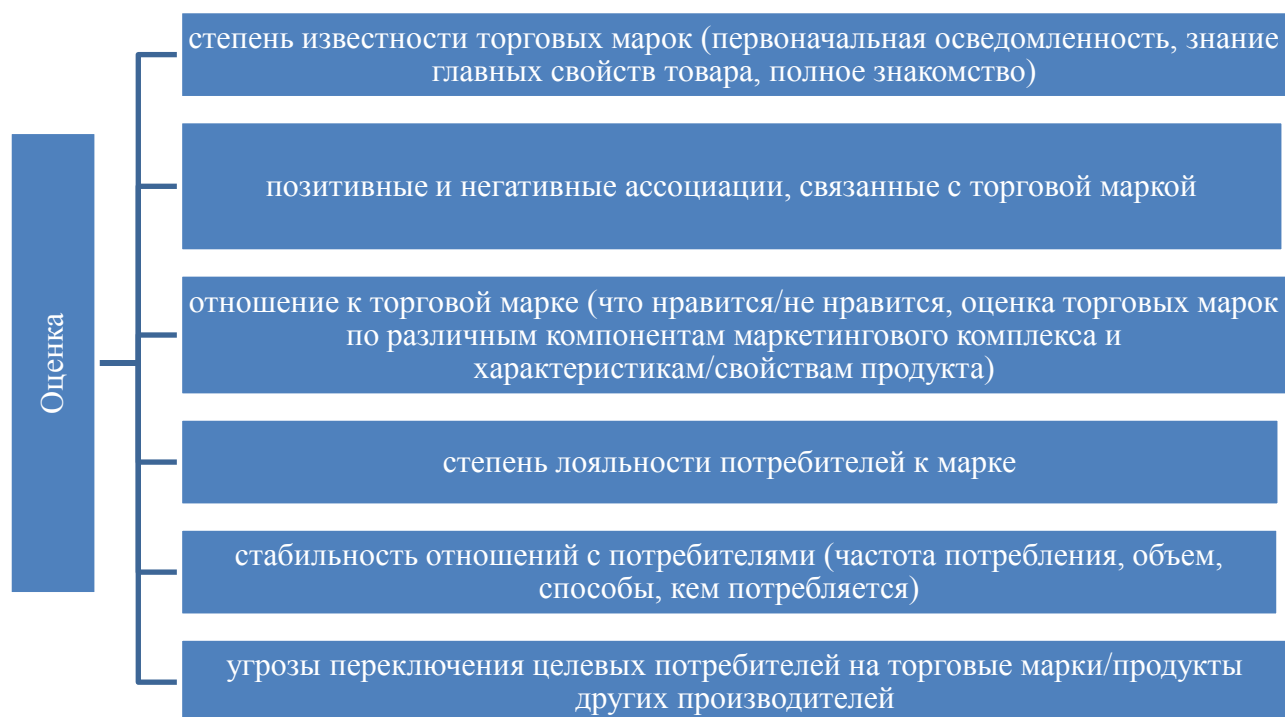 Оценка
степень известности торговых марок (первоначальная осведомленность, знание
главных свойств товара, полное знакомство)
позитивные и негативные ассоциации, связанные с торговой маркой
отношение к торговой марке (что нравится/не нравится, оценка торговых марок
по различным компонентам маркетингового комплекса и
характеристикам/свойствам продукта)
степень лояльности потребителей к марке
стабильность отношений с потребителями (частота потребления, объем,
способы, кем потребляется)
угрозы переключения целевых потребителей на торговые марки/продукты
других производителей